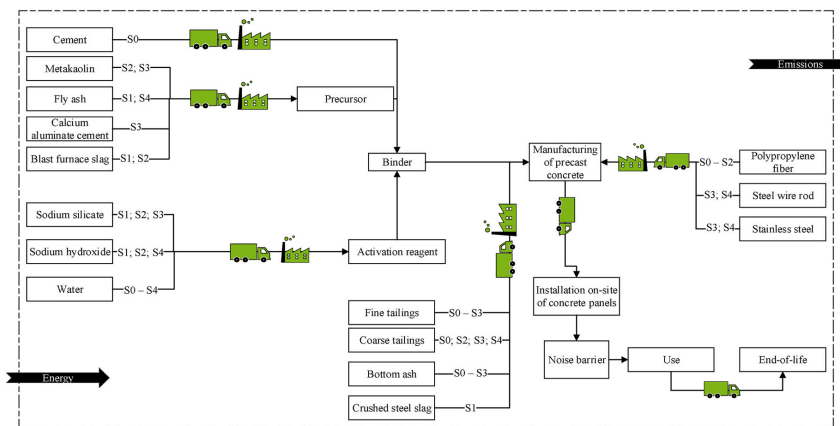 Cement
S0
Metakaolin
S2; S3
Fly ash
S1; S4
Calcium
aluminate cement
S3
Blast furnace slag
S1; S2
Precursor
Binder
Sodium silicate
S1; S2; S3
Sodium hydroxide
S1; S2; S4
Water
S0 – S4
Activation reagent
Fine tailings
S0 – S3
Coarse tailings
S0; S2; S3; S4
Bottom ash
S0 – S3
Crushed steel slag
S1
Energy
Emissions
Manufacturing
of precast
concrete
S0 – S2
Polypropylene
fiber
S3; S4
Steel wire rod
S3; S4
Stainless steel
Installation on-site
of concrete panels
Noise barrier
Use
End-of-life